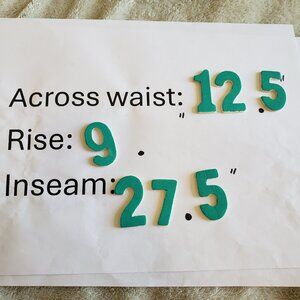 Across waist: 12.5"
Rise: 9".
Inseam: 27.5"